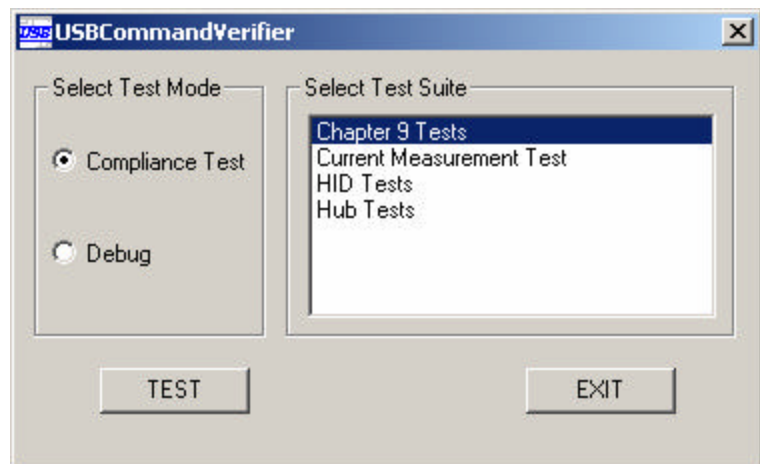 USB USBCommandVerifier
Select Test Mode
Compliance Test
Debug
Select Test Suite
Chapter 9 Tests
Current Measurement Test
HID Tests
Hub Tests
TEST
EXIT